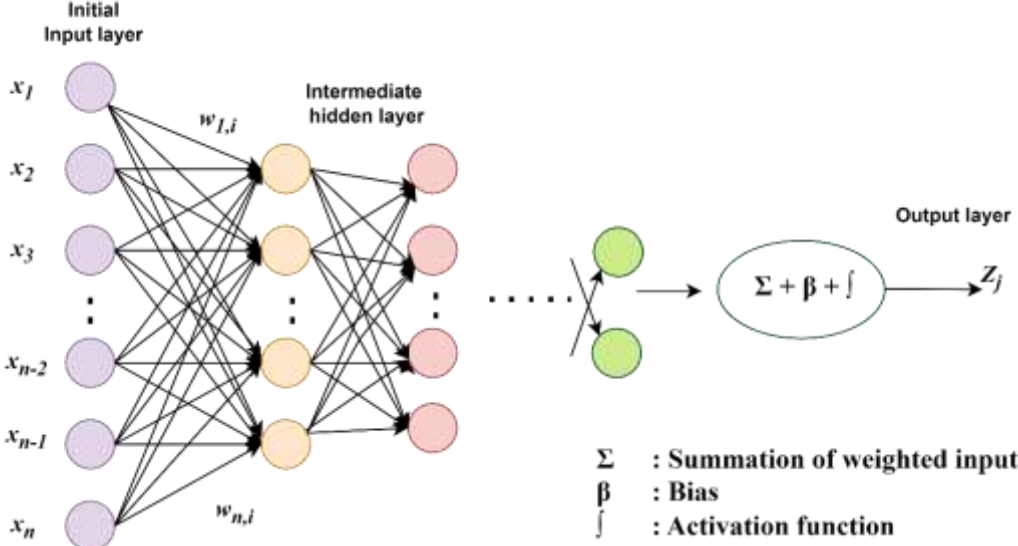 Initial
Input layer
x1
x2
x3
xn-2
xn-1
xn
w1,i
wn,i
Intermediate
hidden layer
Σ + β + ∫
Output layer
Zj
Σ : Summation of weighted input
β : Bias
∫ : Activation function